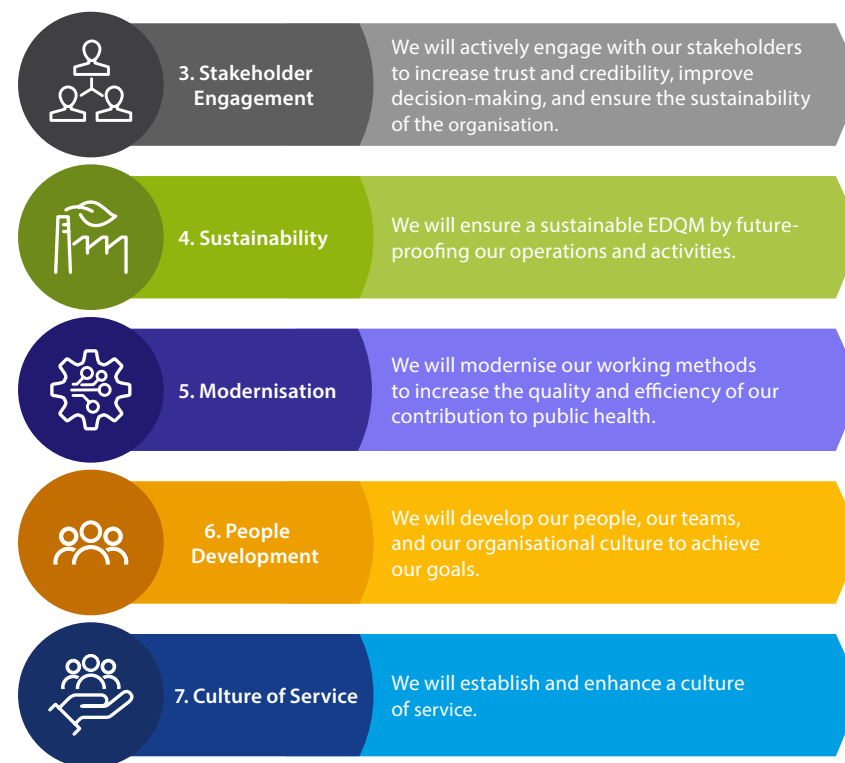 3. Stakeholder
Engagement
We will actively engage with our stakeholders
to increase trust and credibility, improve
decision-making, and ensure the sustainability
of the organisation.
4. Sustainability
We will ensure a sustainable EDQM by future-
proofing our operations and activities.
5. Modernisation
We will modernise our working methods
to increase the quality and efficiency of our
contribution to public health.
6. People
Development
We will develop our people, our teams,
and our organisational culture to achieve
our goals.
7. Culture of Service
We will establish and enhance a culture
of service.